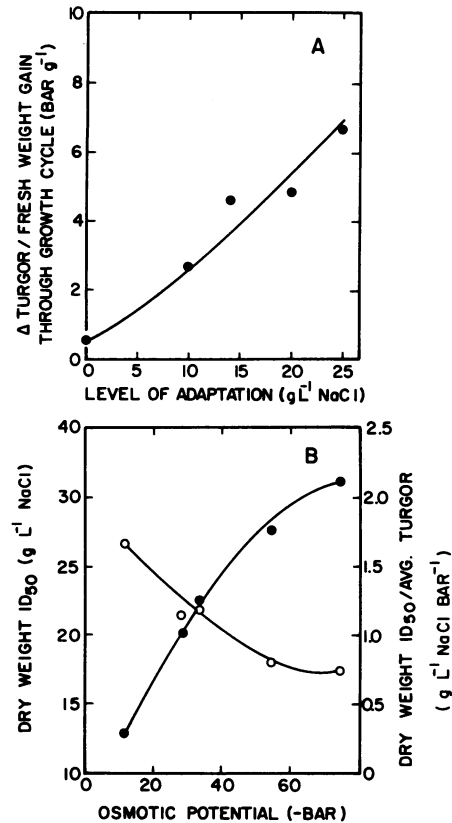 A
Δ TURGOR/FRESH WEIGHT GAIN
THROUGH GROWTH CYCLE (BAR g⁻¹)
10
8
6
4
2
0
0 5 10 15 20 25
LEVEL OF ADAPTATION (gL⁻¹ NaCl)
B
DRY WEIGHT ID₅₀ (g L⁻¹ NaCl)
40
30
25
20
15
10
2.5
2.0
1.5
1.0
0.5
0
DRY WEIGHT ID₅₀/AVG. TURGOR
(g L⁻¹ NaCl BAR⁻¹)
0 20 40 60
OSMOTIC POTENTIAL (-BAR)